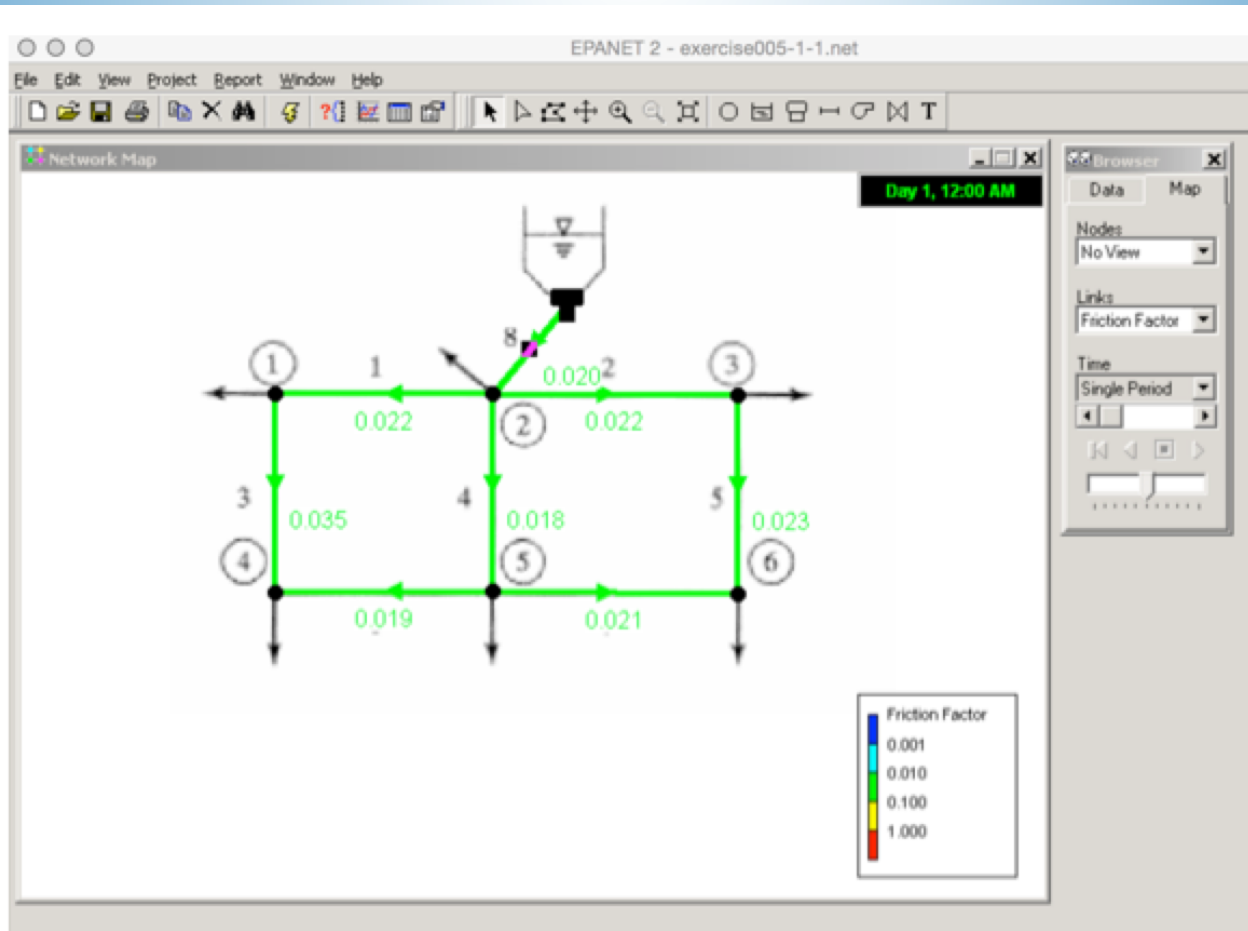 EPANET 2 - exercise005-1-1.net
File Edit View Project Report Window Help
T
Network Map
Day 1, 12:00 AM
8
1 1 0.020 2 3
0.022 2 0.022
3 4 5
0.035 0.018 0.023
4 5 6
0.019 0.021
Friction Factor
0.001
0.010
0.100
1.000
Browser
Data Map
Nodes
No View
Links
Friction Factor
Time
Single Period